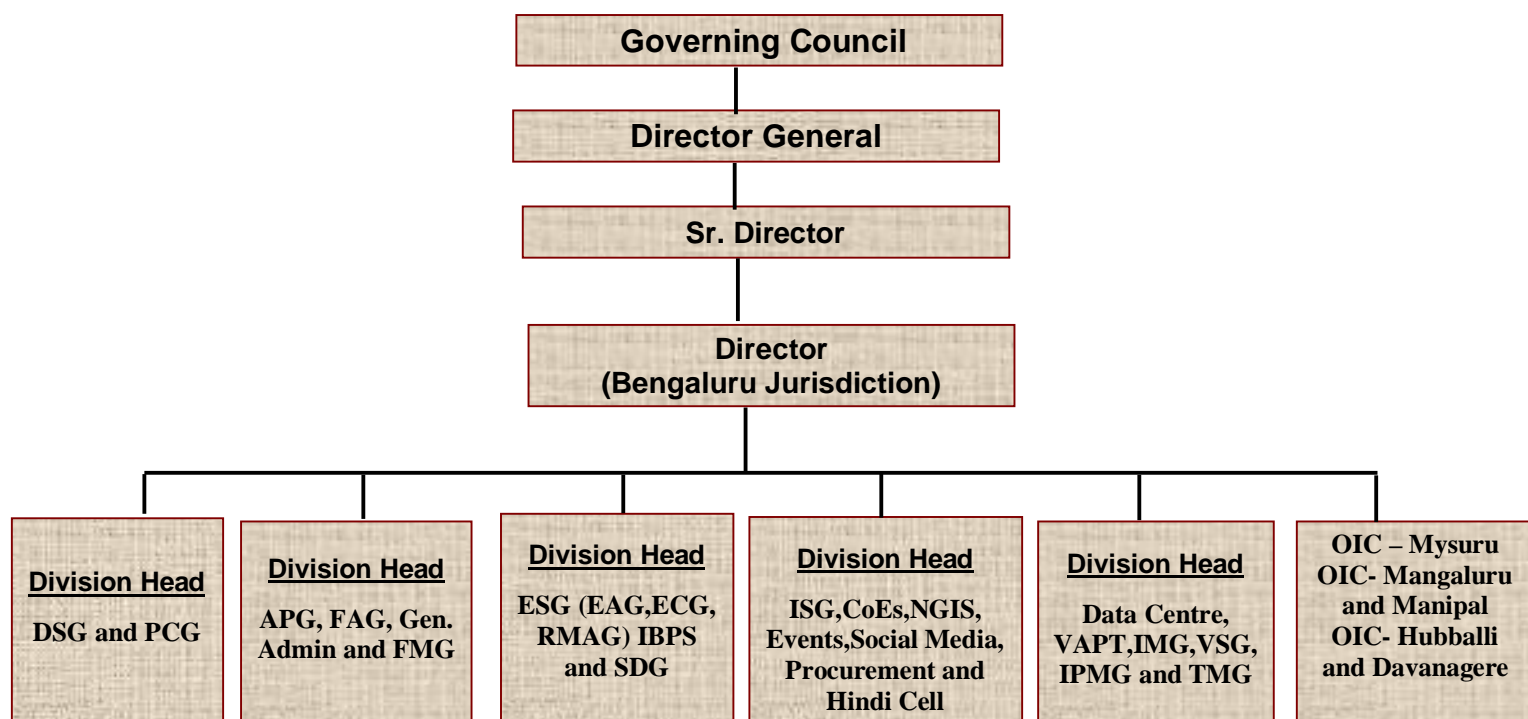 Governing Council
Director General
Sr. Director
Director
(Bengaluru Jurisdiction)
Division Head
DSG and PCG
Division Head
APG, FAG, Gen.
Admin and FMG
Division Head
ESG (EAG,ECG,
RMAG) IBPS
and SDG
Division Head
ISG,CoEs,NGIS,
Events,Social Media,
Procurement and
Hindi Cell
Division Head
Data Centre,
VAPT,IMG,VSG,
IPMG and TMG
OIC – Mysuru
OIC- Mangaluru
and Manipal
OIC- Hubballi
and Davanagere